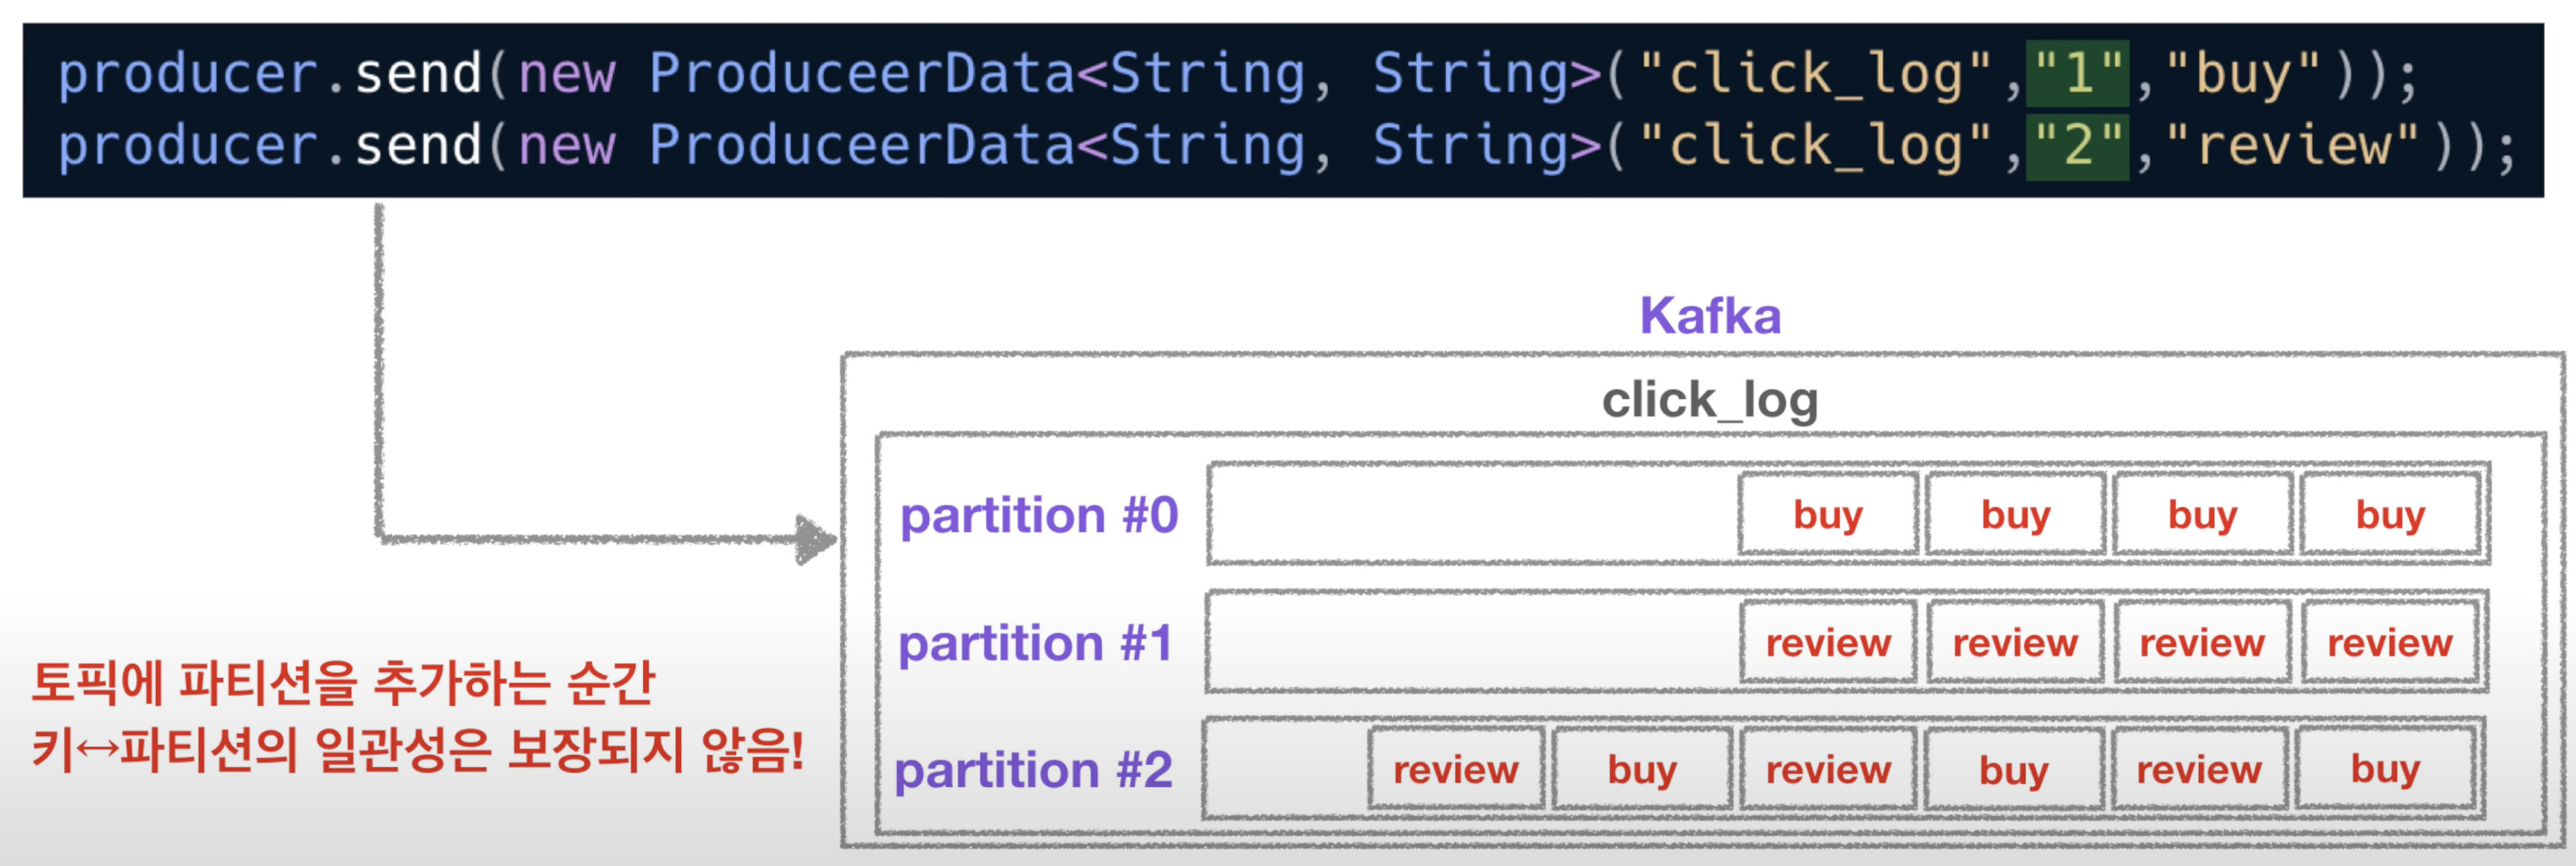 producer.send(new ProduceerData<String, String>("click_log","1","buy"));
producer.send(new ProduceerData<String, String>("click_log","2","review"));
Kafka
click_log
partition #0 buy buy buy buy
partition #1 review review review review
partition #2 review buy review buy review buy
토픽에 파티션을 추가하는 순간
키↔파티션의 일관성은 보장되지 않음!